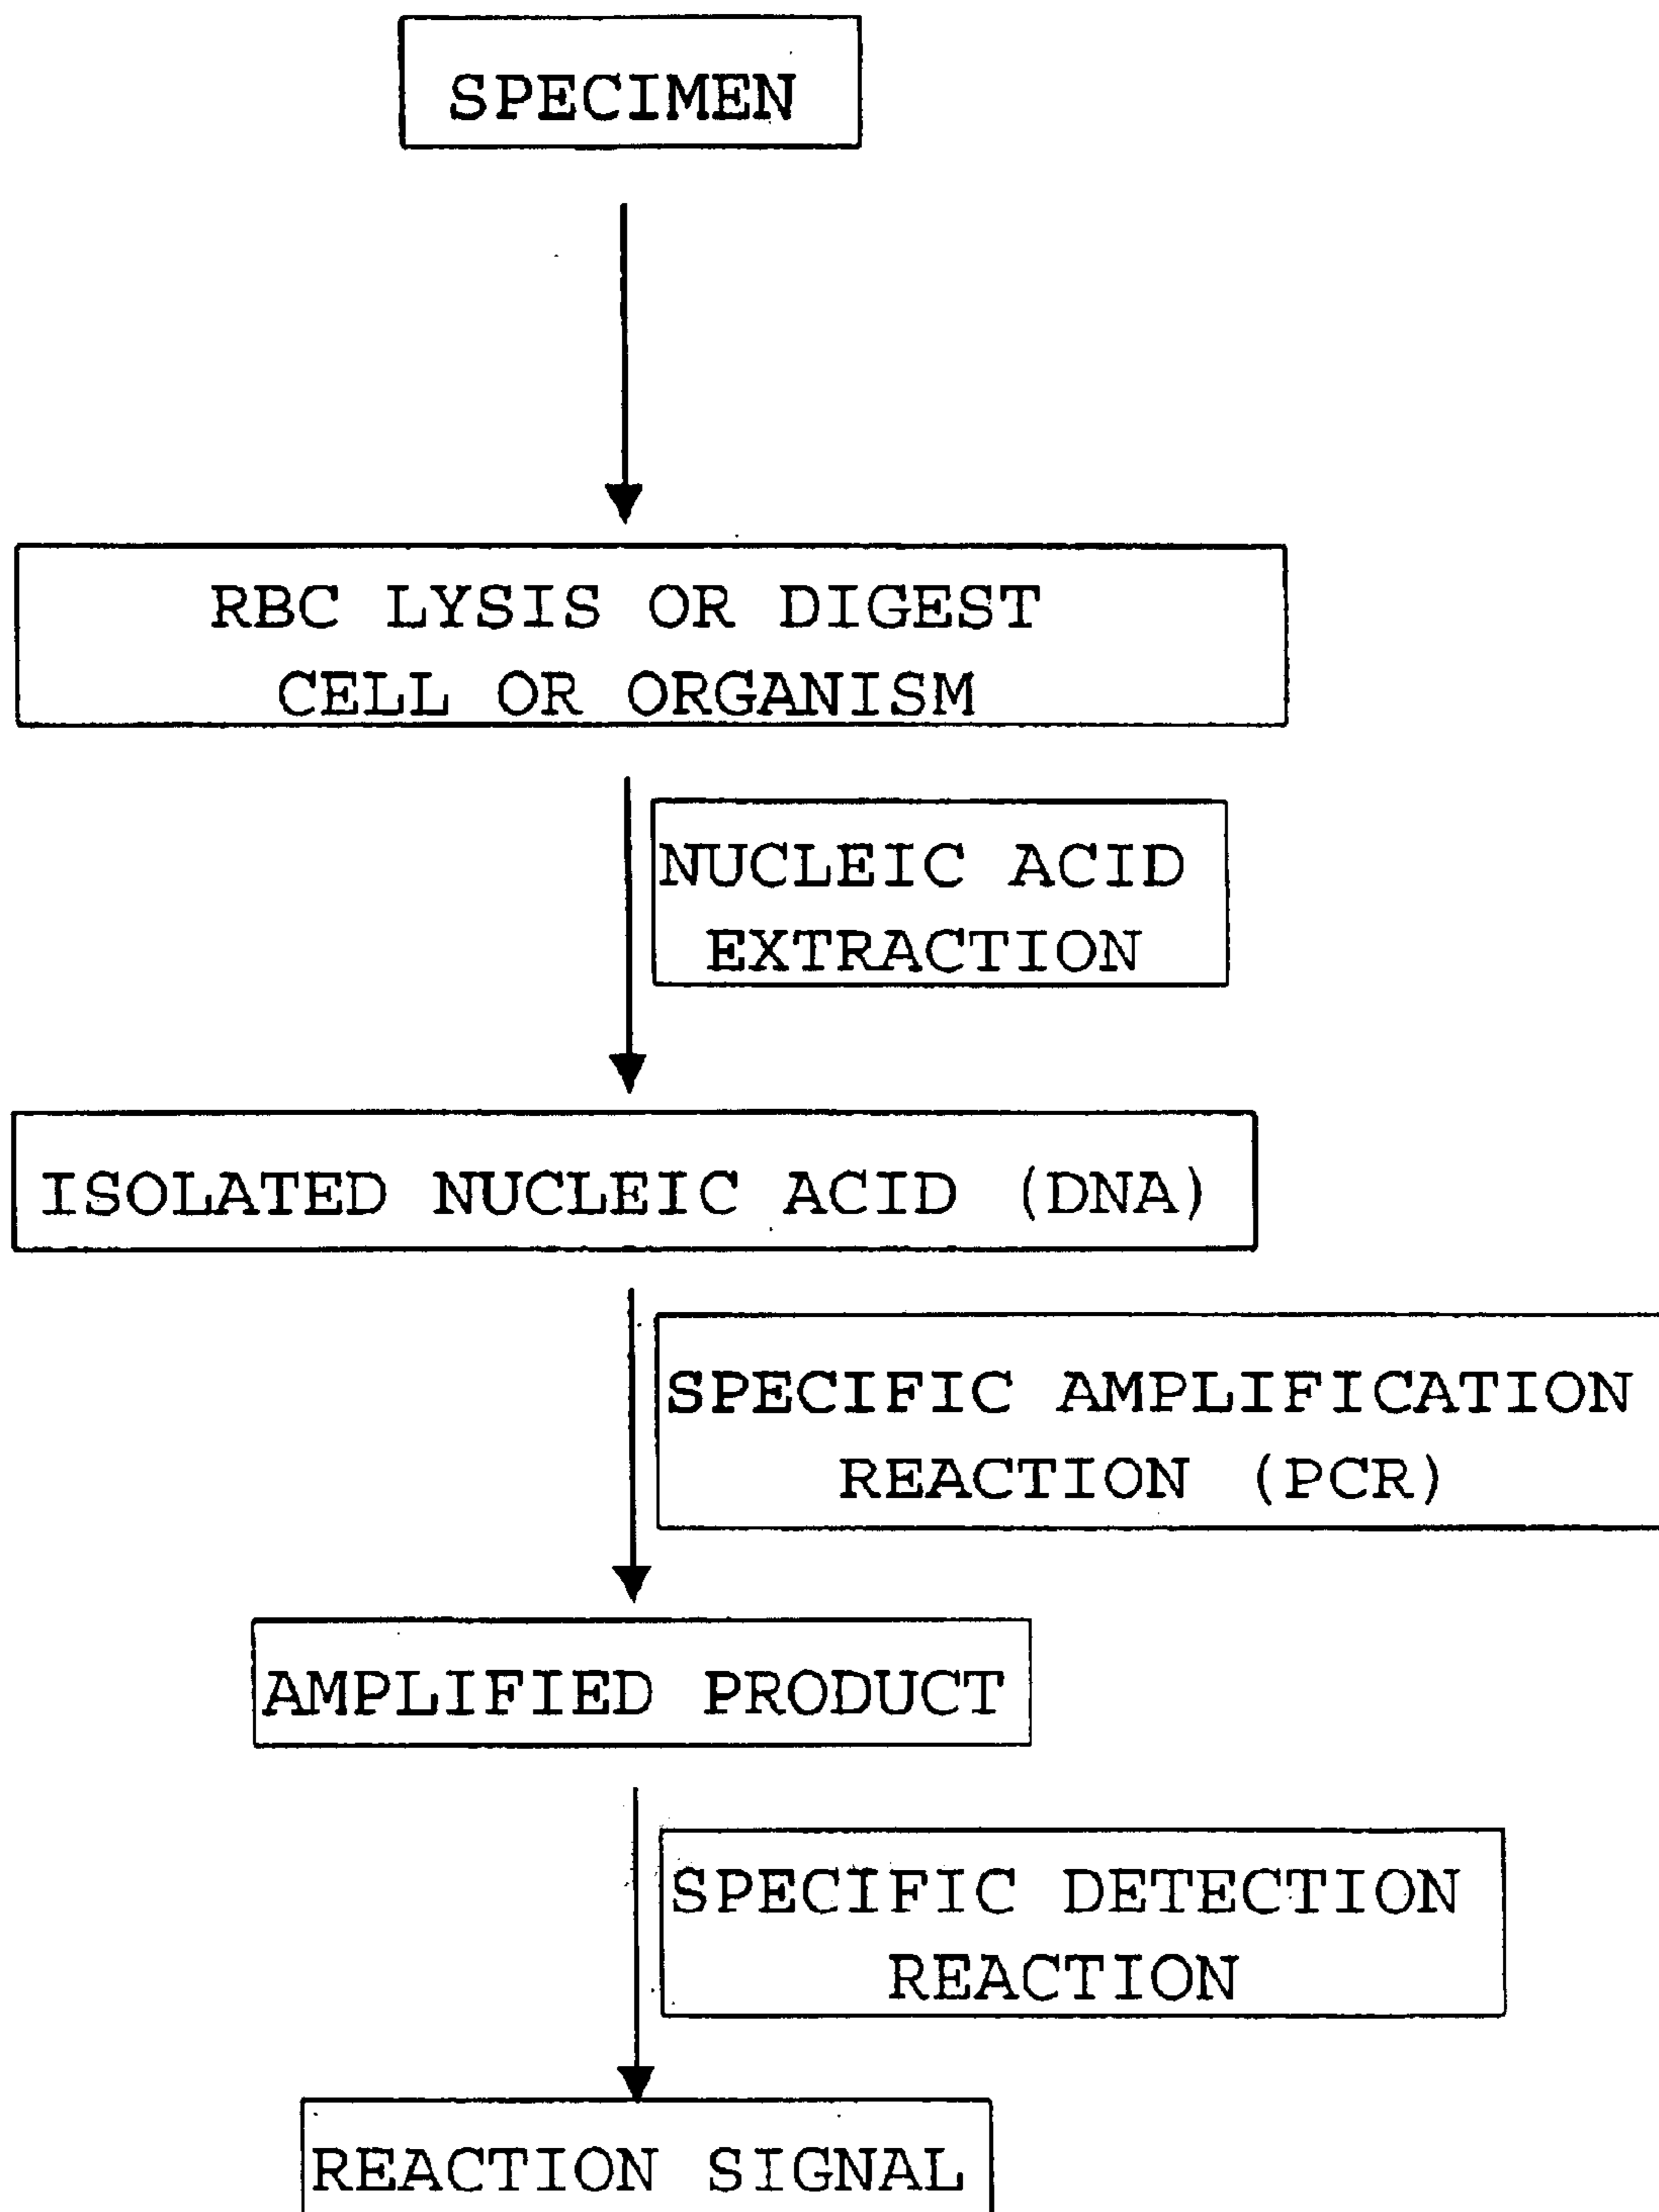 SPECIMEN
RBC LYSIS OR DIGEST
CELL OR ORGANISM
NUCLEIC ACID
EXTRACTION
ISOLATED NUCLEIC ACID (DNA)
SPECIFIC AMPLIFICATION
REACTION (PCR)
AMPLIFIED PRODUCT
SPECIFIC DETECTION
REACTION
REACTION SIGNAL